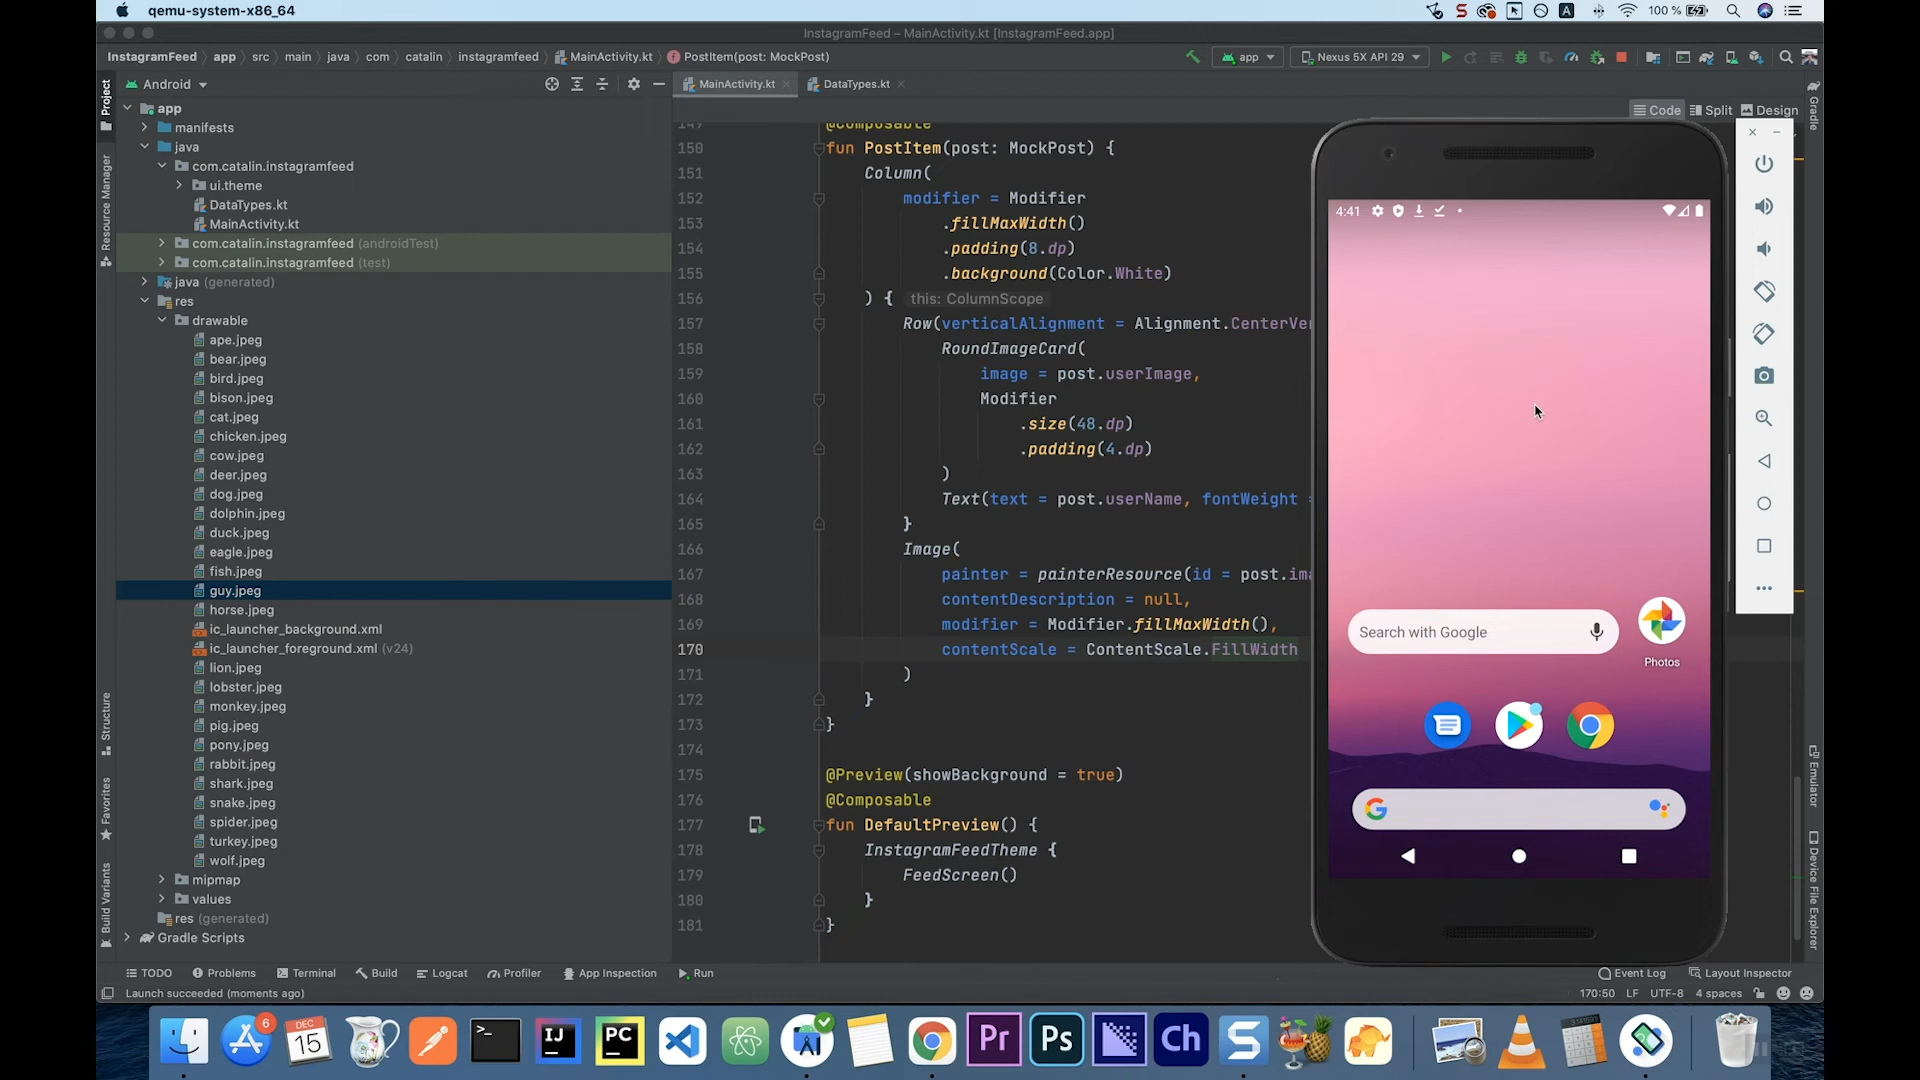 qemu-system-x86_64
100 %
InstagramFeed – MainActivity.kt [InstagramFeed.app]
InstagramFeed
app
src
main
java
com
catalin
instagramfeed
MainActivity.kt
PostItem(post: MockPost)
app
Nexus 5X API 29
Project
Android
MainActivity.kt
DataTypes.kt
Code
Split
Design
Gradle
Resource Manager
app
manifests
java
com.catalin.instagramfeed
ui.theme
DataTypes.kt
MainActivity.kt
com.catalin.instagramfeed (androidTest)
com.catalin.instagramfeed (test)
java (generated)
res
drawable
ape.jpeg
bear.jpeg
bird.jpeg
bison.jpeg
cat.jpeg
chicken.jpeg
cow.jpeg
deer.jpeg
dog.jpeg
dolphin.jpeg
duck.jpeg
eagle.jpeg
fish.jpeg
guy.jpeg
horse.jpeg
ic_launcher_background.xml
ic_launcher_foreground.xml (v24)
lion.jpeg
lobster.jpeg
monkey.jpeg
pig.jpeg
pony.jpeg
rabbit.jpeg
shark.jpeg
snake.jpeg
spider.jpeg
turkey.jpeg
wolf.jpeg
mipmap
values
res (generated)
Gradle Scripts
Structure
Favorites
Build Variants
149 @Composable
150 fun PostItem(post: MockPost) {
151 Column(
152 modifier = Modifier
153 .fillMaxWidth()
154 .padding(8.dp)
155 .background(Color.White)
156 ) { this: ColumnScope
157 Row(verticalAlignment = Alignment.CenterVer
158 RoundImageCard(
159 image = post.userImage,
160 Modifier
161 .size(48.dp)
162 .padding(4.dp)
163 )
164 Text(text = post.userName, fontWeight =
165 }
166 Image(
167 painter = painterResource(id = post.ima
168 contentDescription = null,
169 modifier = Modifier.fillMaxWidth(),
170 contentScale = ContentScale.FillWidth
171 )
172 }
173 }
174
175 @Preview(showBackground = true)
176 @Composable
177 fun DefaultPreview() {
178 InstagramFeedTheme {
179 FeedScreen()
180 }
181 }
4:41
Search with Google
Photos
Emulator
Device File Explorer
TODO
Problems
Terminal
Build
Logcat
Profiler
App Inspection
Run
Event Log
Layout Inspector
Launch succeeded (moments ago)
170:50
LF
UTF-8
4 spaces
6
DEC
15
IJ
PC
Pr
Ps
Ch
S